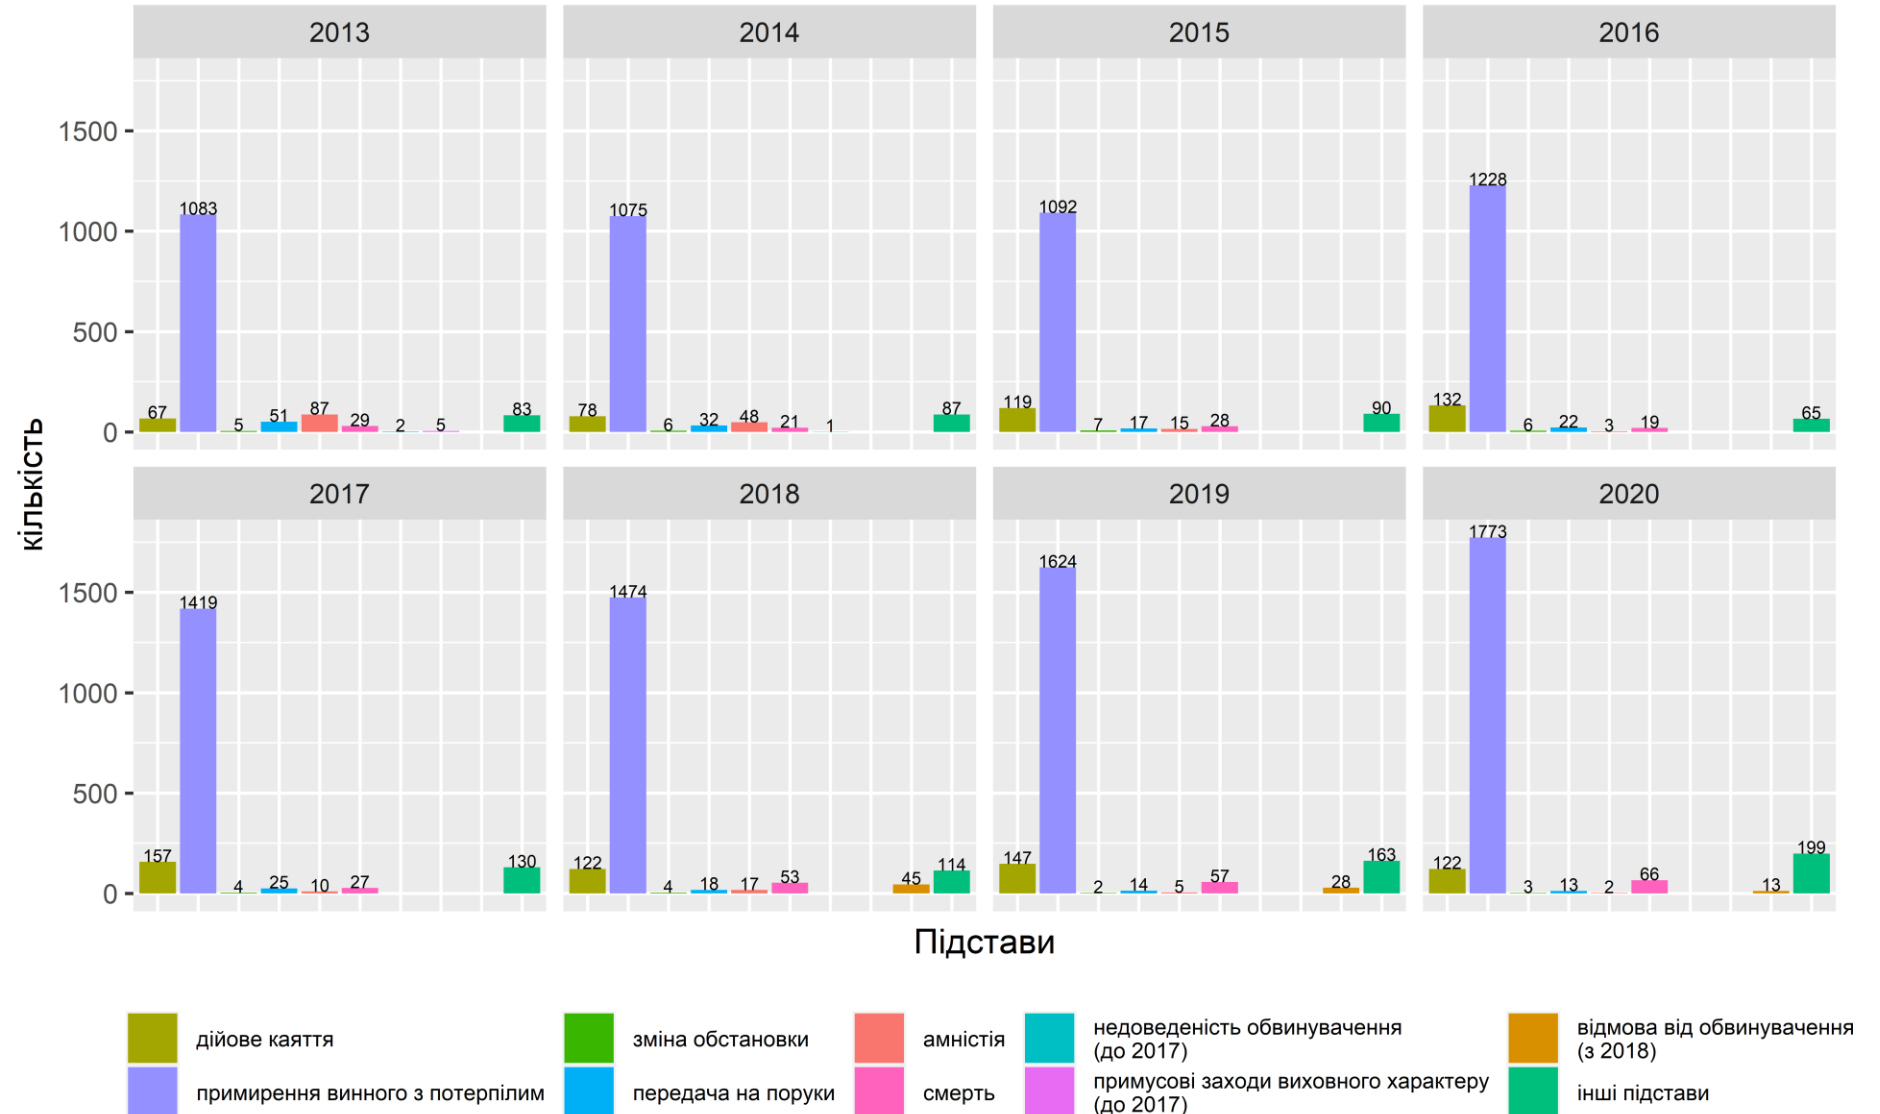 2013 2014 2015 2016
1500
1000
500
0
67 1083 5 51 87 29 2 5 83
78 1075 6 32 48 21 1 87
119 1092 7 17 15 28 90
132 1228 6 22 3 19 65
2017 2018 2019 2020
1500
1000
500
0
157 1419 4 25 10 27 130
122 1474 4 18 17 53 45 114
147 1624 2 14 5 57 28 163
122 1773 3 13 2 66 13 199
кількість
Підстави
дійове каяття
примирення винного з потерпілим
зміна обстановки
передача на поруки
амністія
смерть
недоведеність обвинувачення
(до 2017)
примусові заходи виховного характеру
(до 2017)
відмова від обвинувачення
(з 2018)
інші підстави